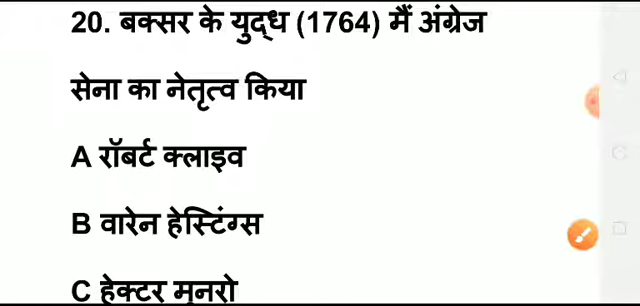 20. बक्सर के युद्ध (1764) मैं अंग्रेज
सेना का नेतृत्व किया
A रॉबर्ट क्लाइव
B वारेन हेस्टिंग्स
C हेक्टर मुनरो